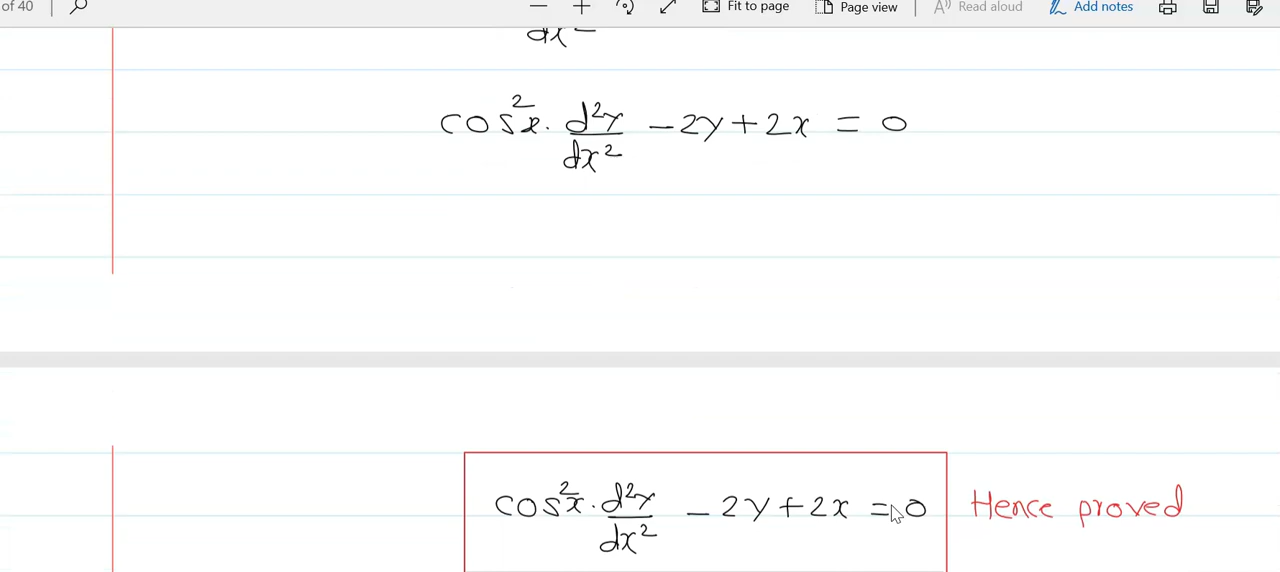 of 40 Fit to page Page view Read aloud Add notes
dx²
cos²x. d²y/dx² - 2y + 2x = 0
cos²x. d²y/dx² - 2y + 2x = 0 Hence proved